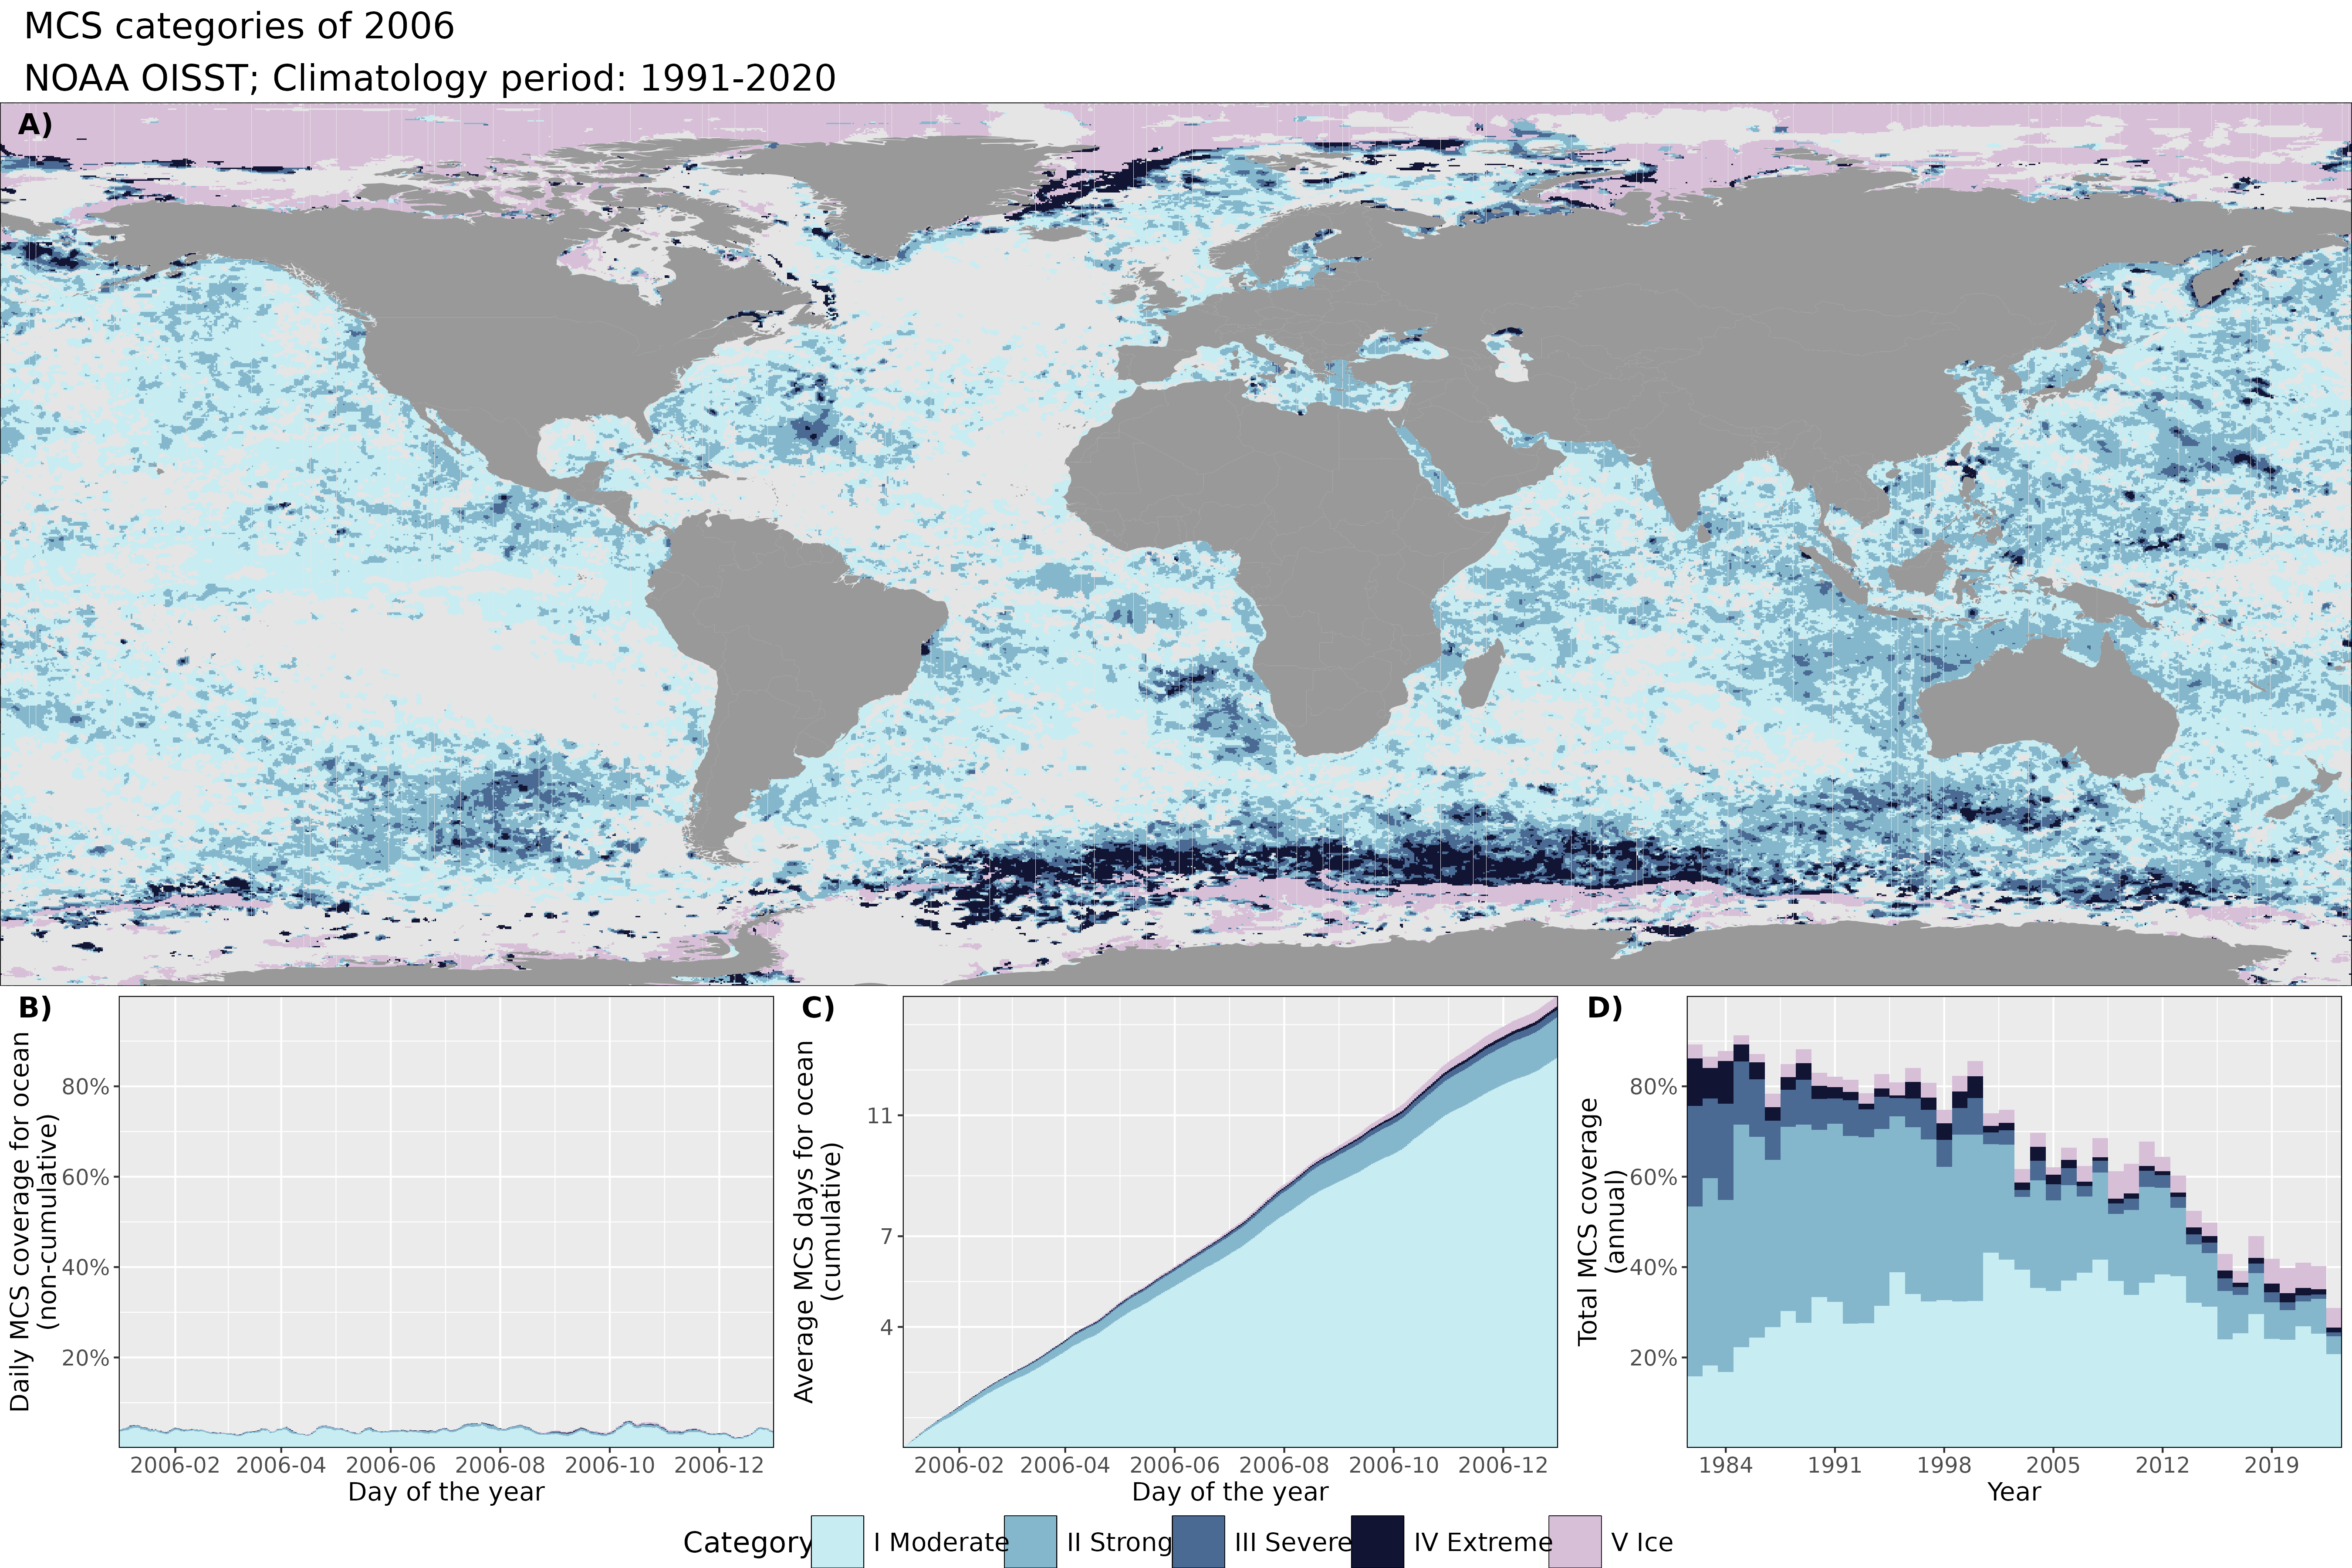 MCS categories of 2006
NOAA OISST; Climatology period: 1991-2020
A)
B)
Daily MCS coverage for ocean
(non-cumulative)
80%
60%
40%
20%
2006-02 2006-04 2006-06 2006-08 2006-10 2006-12
Day of the year
C)
Average MCS days for ocean
(cumulative)
11
7
4
2006-02 2006-04 2006-06 2006-08 2006-10 2006-12
Day of the year
D)
Total MCS coverage
(annual)
80%
60%
40%
20%
1984 1991 1998 2005 2012 2019
Year
Category I Moderate II Strong III Severe IV Extreme V Ice